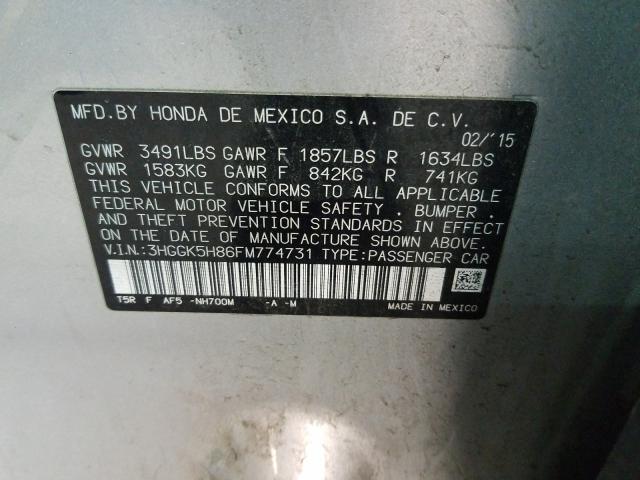 MFD.BY HONDA DE MEXICO S.A. DE C.V.
02/'15
GVWR 3491LBS GAWR F 1857LBS R 1634LBS
GVWR 1583KG GAWR F 842KG R 741KG
THIS VEHICLE CONFORMS TO ALL APPLICABLE
FEDERAL MOTOR VEHICLE SAFETY . BUMPER .
AND THEFT PREVENTION STANDARDS IN EFFECT
ON THE DATE OF MANUFACTURE SHOWN ABOVE.
V.I.N.:3HGGK5H86FM774731 TYPE:PASSENGER CAR
T5R F AF5 -NH700M -A -M
MADE IN MEXICO